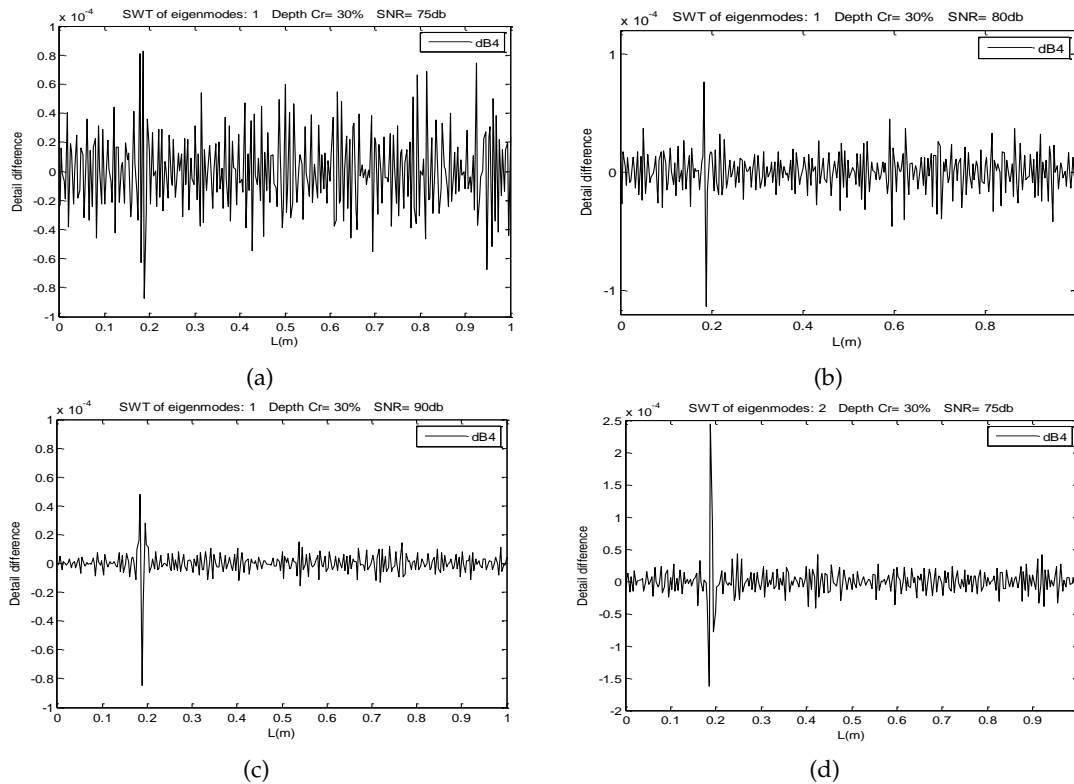 x 10-4
SWT of eigenmodes: 1 Depth Cr= 30% SNR= 75db
dB4
Detail difference
1
0.8
0.6
0.4
0.2
0
-0.2
-0.4
-0.6
-0.8
-1
0 0.1 0.2 0.3 0.4 0.5 0.6 0.7 0.8 0.9 1
L(m)
(a)
x 10-4
SWT of eigenmodes: 1 Depth Cr= 30% SNR= 80db
dB4
Detail difference
1
0
-1
0 0.2 0.4 0.6 0.8
L(m)
(b)
x 10-4
SWT of eigenmodes: 1 Depth Cr= 30% SNR= 90db
dB4
Detail difference
1
0.8
0.6
0.4
0.2
0
-0.2
-0.4
-0.6
-0.8
-1
0 0.1 0.2 0.3 0.4 0.5 0.6 0.7 0.8 0.9 1
L(m)
(c)
x 10-4
SWT of eigenmodes: 2 Depth Cr= 30% SNR= 75db
dB4
Detail difference
2.5
2
1.5
1
0.5
0
-0.5
-1
-1.5
-2
0 0.1 0.2 0.3 0.4 0.5 0.6 0.7 0.8 0.9
L(m)
(d)